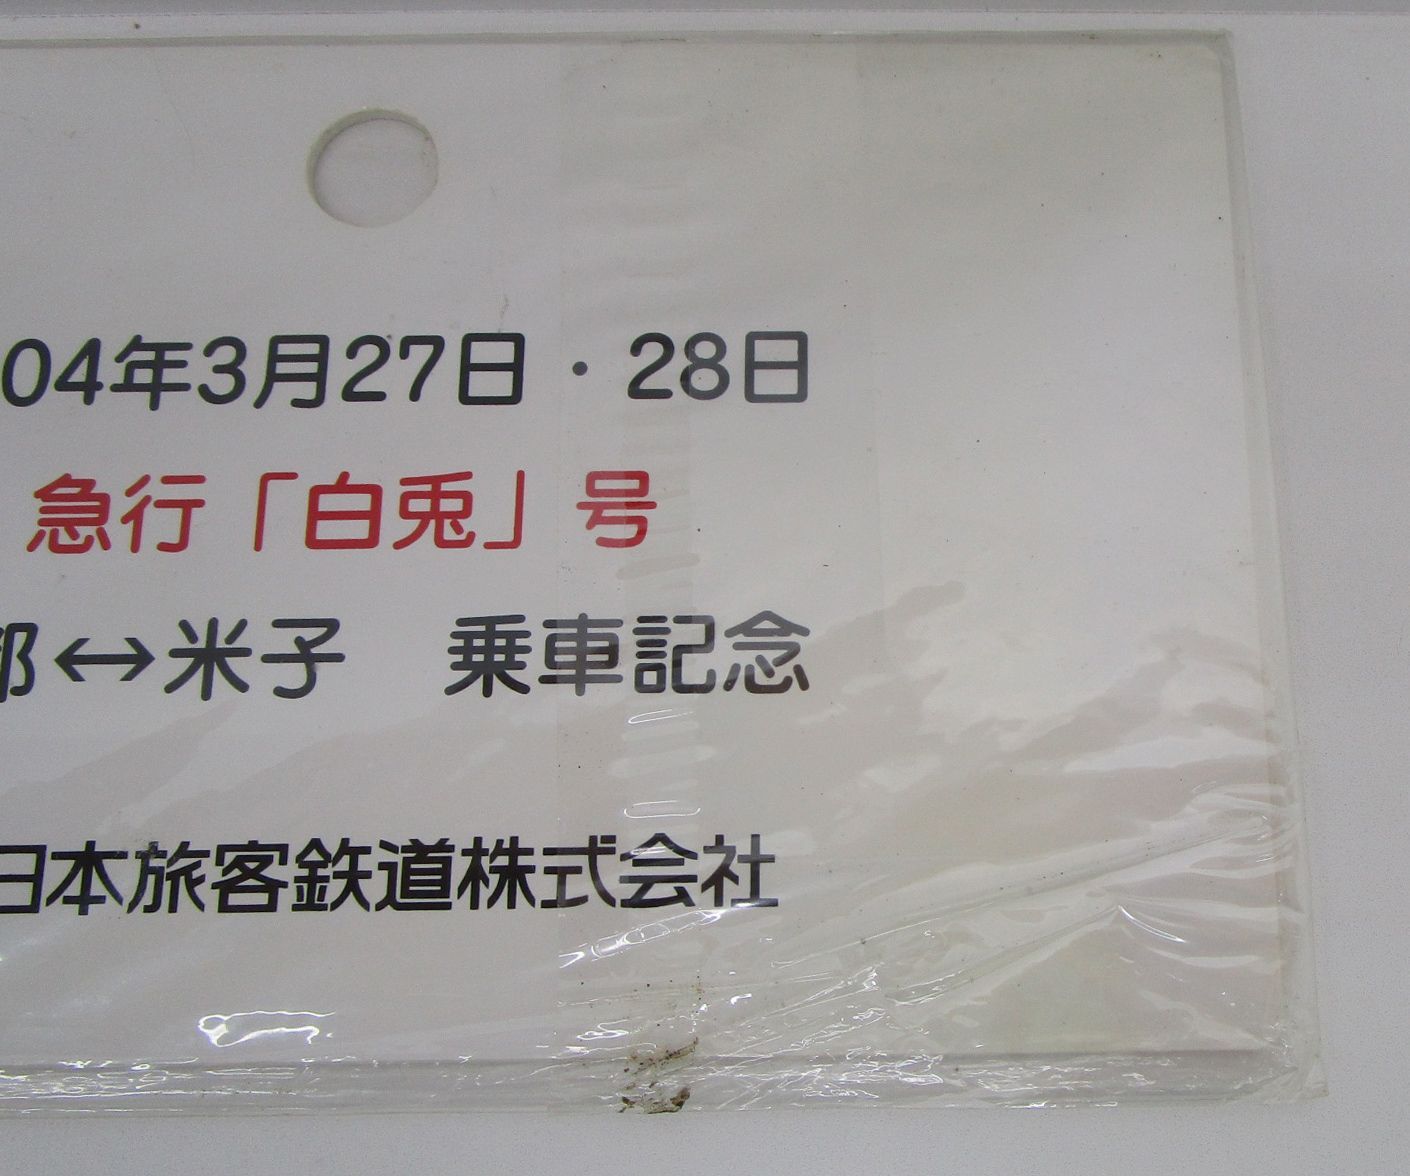 04年3月27日・28日
急行「白兎」号
都↔米子　乗車記念
日本旅客鉄道株式会社